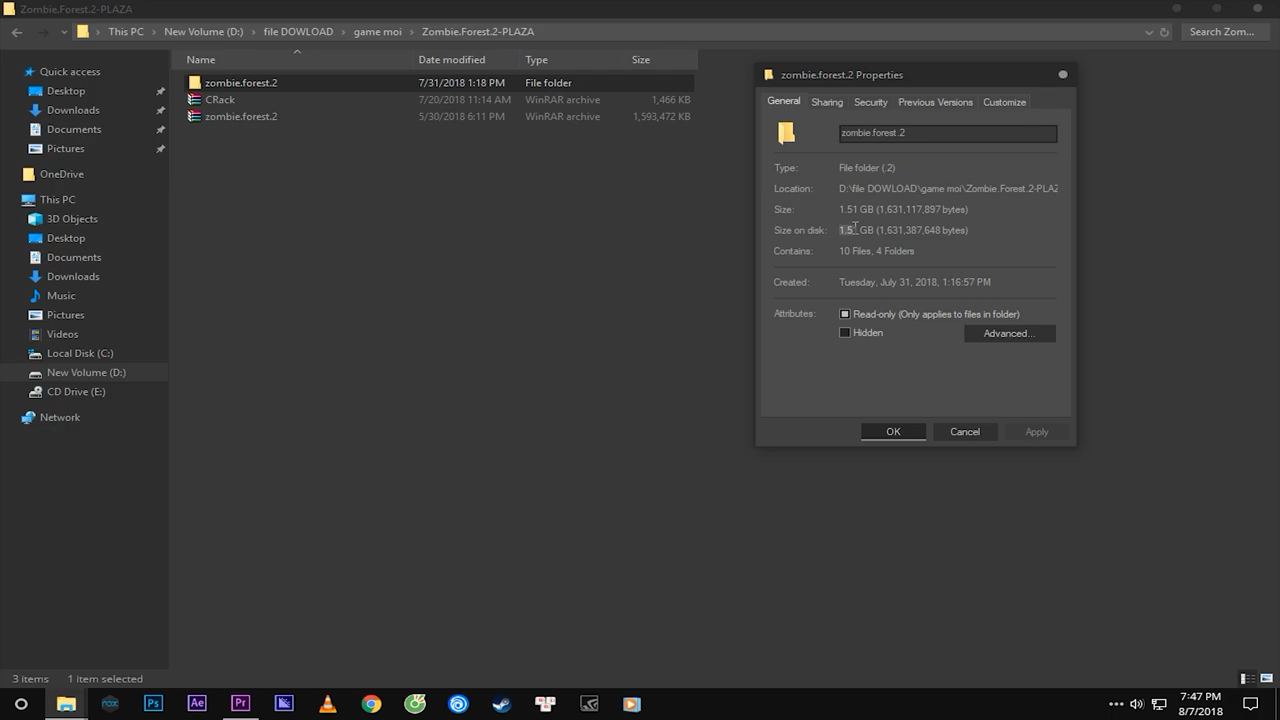 Zombie.Forest.2-PLAZA
This PC
New Volume (D:)
file DOWLOAD
game moi
Zombie.Forest.2-PLAZA
Search Zom...
Name
Date modified
Type
Size
Quick access
Desktop
Downloads
Documents
Pictures
OneDrive
This PC
3D Objects
Desktop
Documents
Downloads
Music
Pictures
Videos
Local Disk (C:)
New Volume (D:)
CD Drive (E:)
Network
zombie.forest.2 7/31/2018 1:18 PM File folder
CRack 7/20/2018 11:14 AM WinRAR archive 1,466 KB
zombie.forest.2 5/30/2018 6:11 PM WinRAR archive 1,593,472 KB
zombie.forest.2 Properties
General Sharing Security Previous Versions Customize
zombie.forest.2
Type: File folder (.2)
Location: D:\file DOWLOAD\game moi\Zombie.Forest.2-PLAZ
Size: 1.51 GB (1,631,117,897 bytes)
Size on disk: 1.5 GB (1,631,387,648 bytes)
Contains: 10 Files, 4 Folders
Created: Tuesday, July 31, 2018, 1:16:57 PM
Attributes: Read-only (Only applies to files in folder)
Hidden
Advanced...
OK Cancel Apply
3 items 1 item selected
nox Ps Ae Pr
7:47 PM
8/7/2018